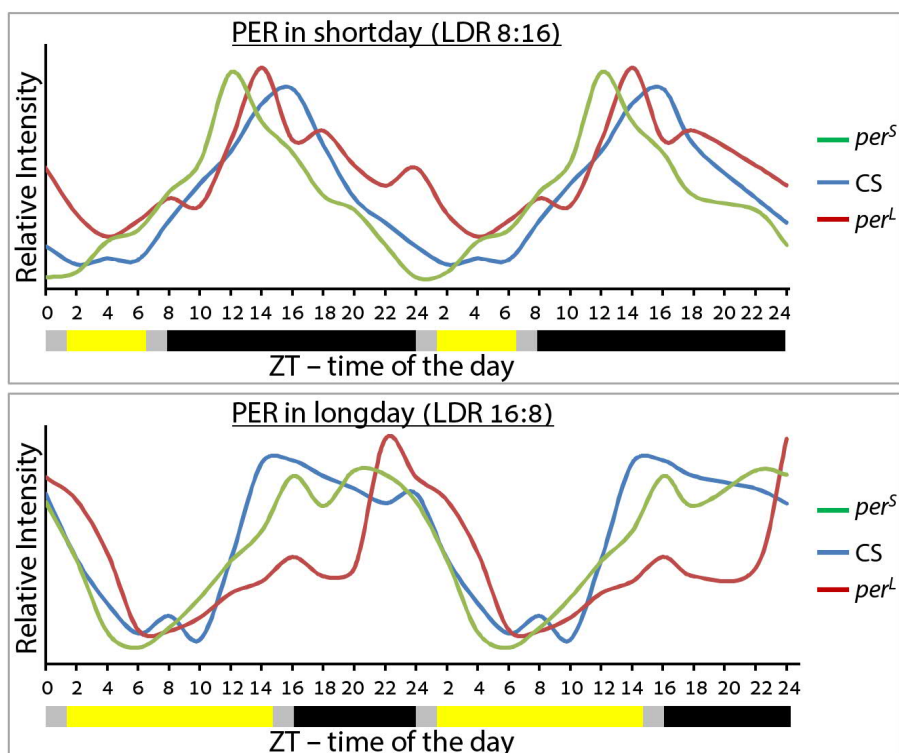 PER in shortday (LDR 8:16)
Relative Intensity
perS
CS
perL
0 2 4 6 8 10 12 14 16 18 20 22 24 2 4 6 8 10 12 14 16 18 20 22 24
ZT – time of the day
PER in longday (LDR 16:8)
Relative Intensity
perS
CS
perL
0 2 4 6 8 10 12 14 16 18 20 22 24 2 4 6 8 10 12 14 16 18 20 22 24
ZT – time of the day